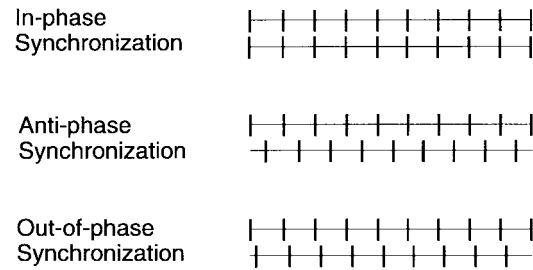 In-phase
Synchronization
Anti-phase
Synchronization
Out-of-phase
Synchronization